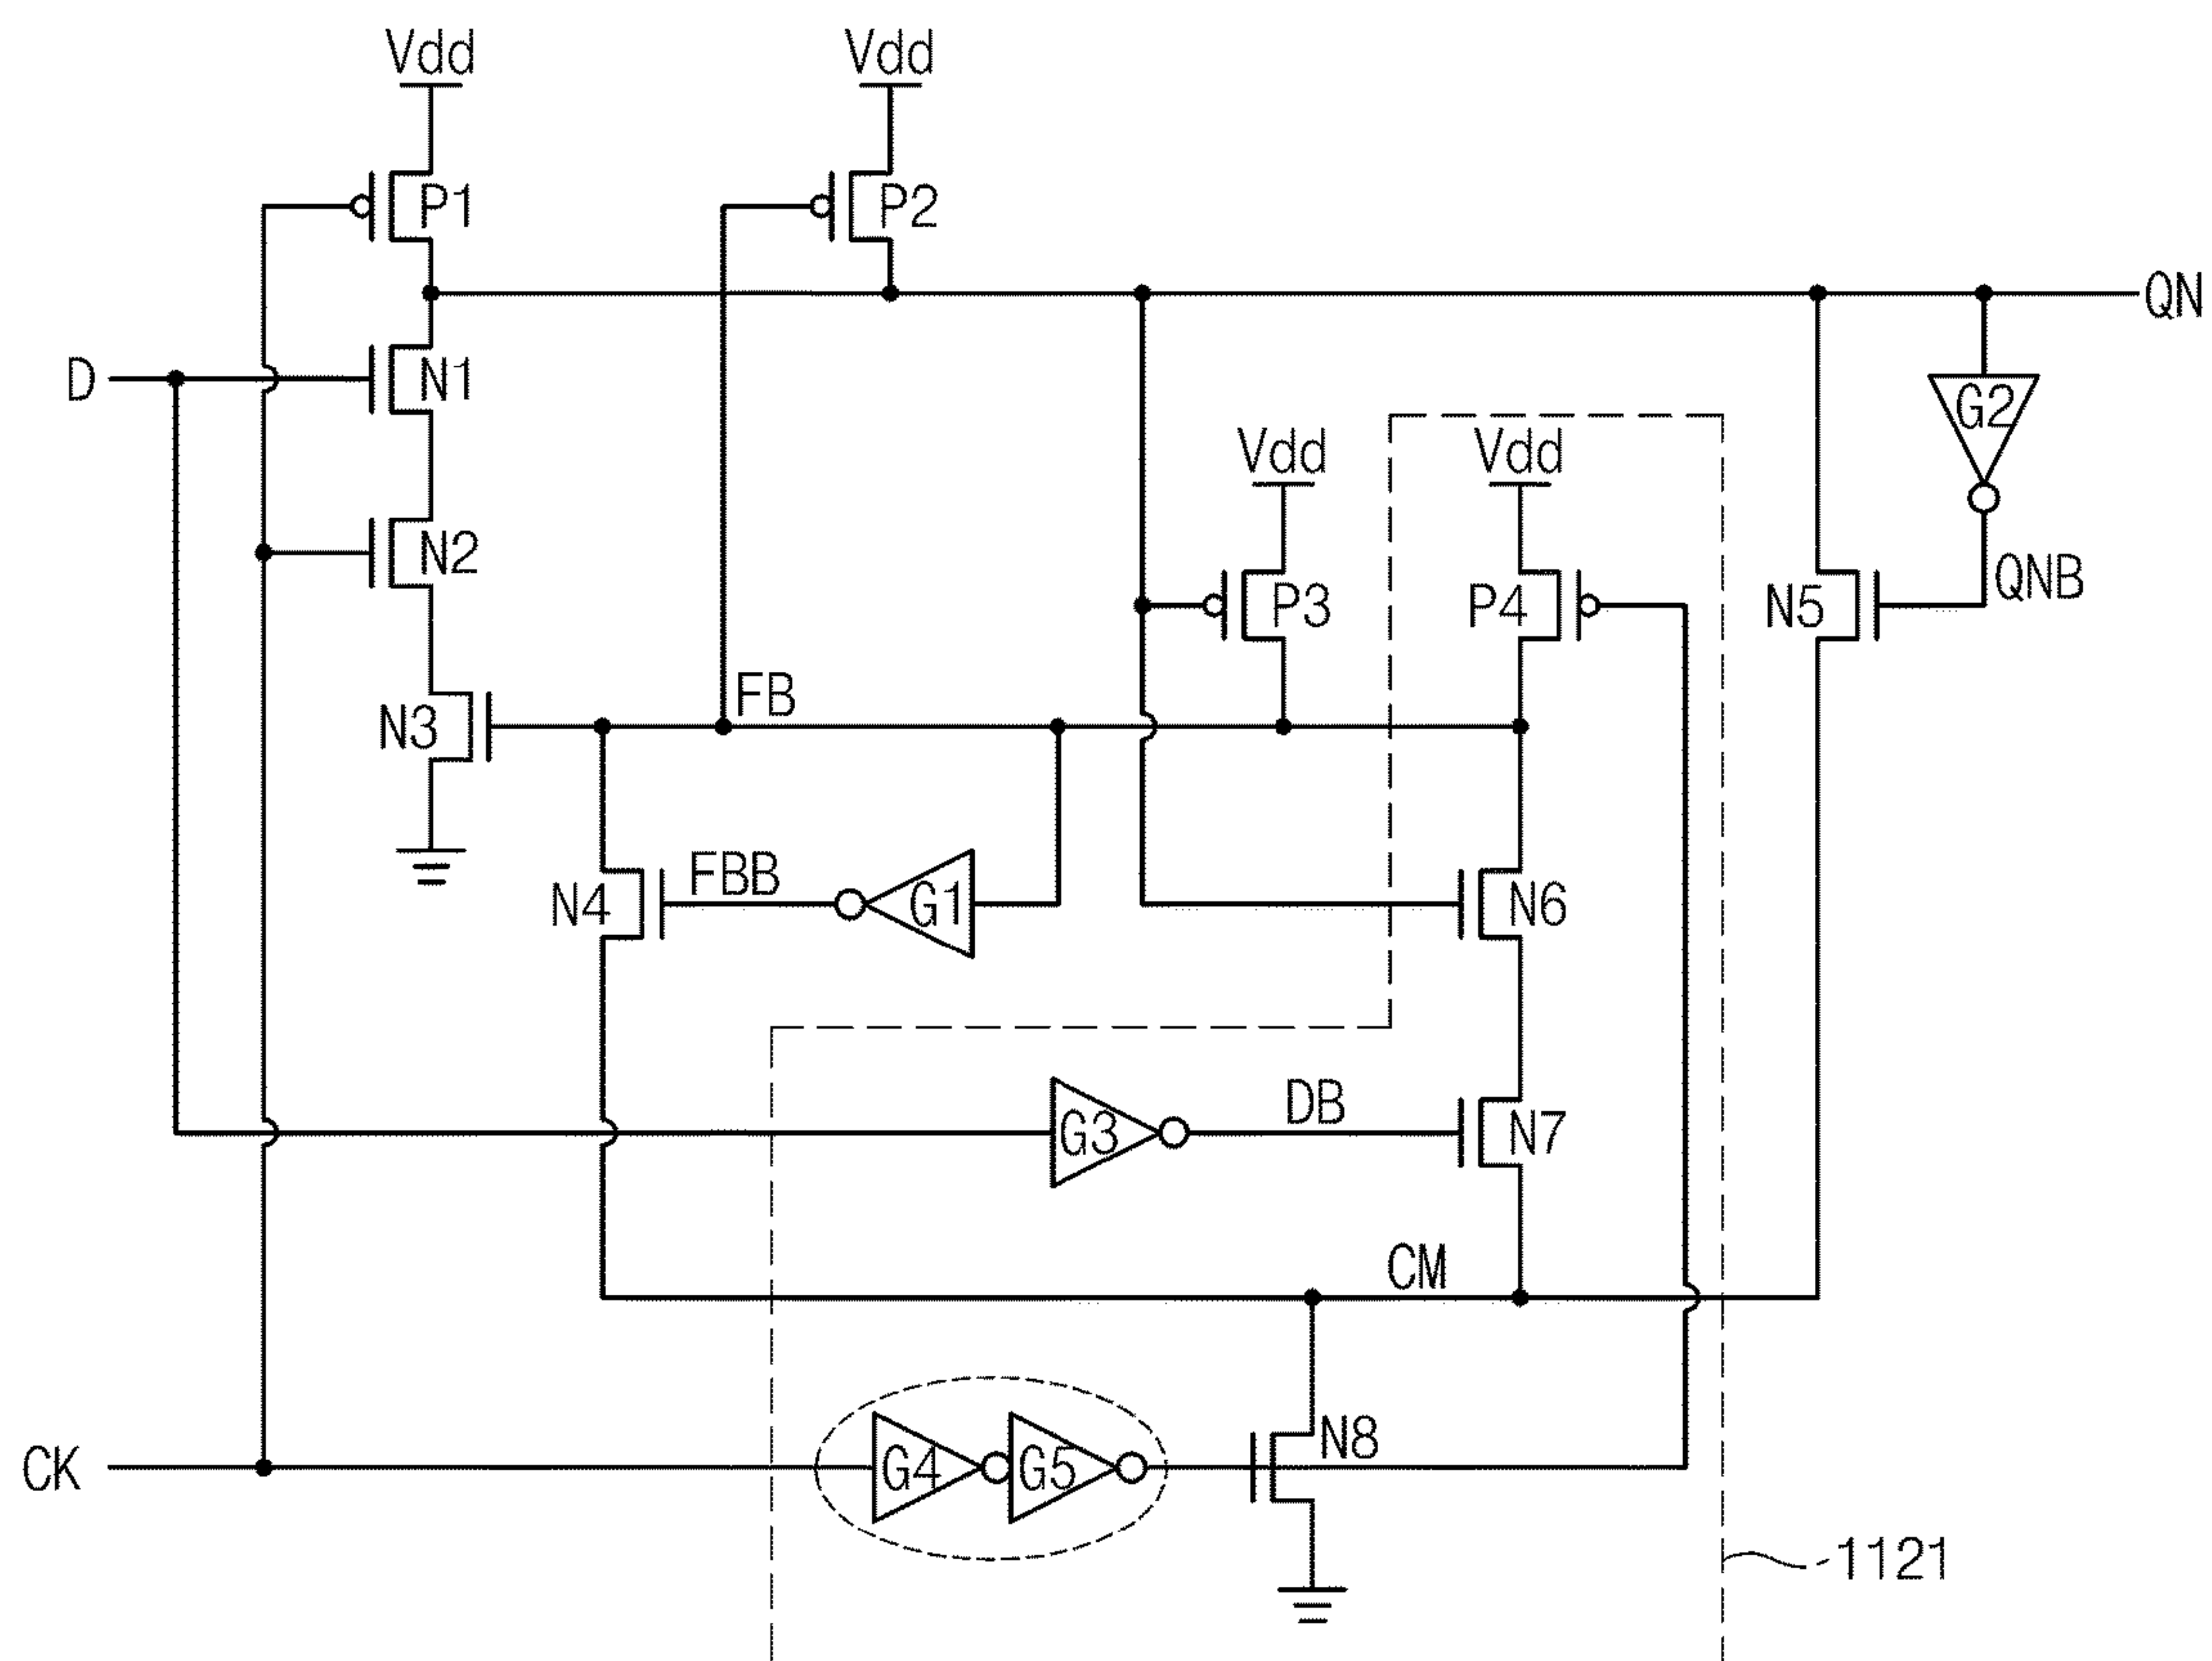 Vdd
Vdd
P1
P2
QN
D
N1
G2
Vdd
Vdd
N2
QNB
P3
P4
N5
FB
N3
FBB
N4
G1
N6
DB
G3
N7
CM
N8
CK
G4
G5
1121